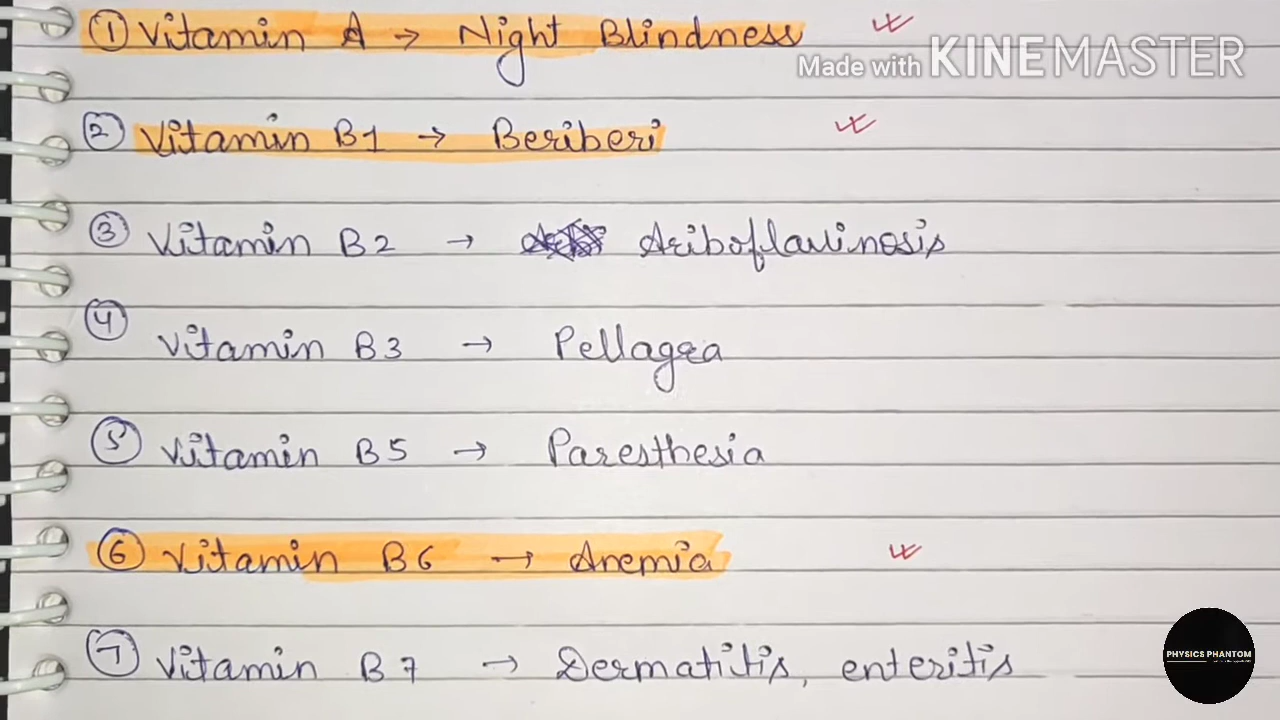 ① Vitamin A → Night Blindness
Made with KINEMASTER
② Vitamin B1 → Beriberi
③ Vitamin B2 → Ariboflavinosis
④ Vitamin B3 → Pellagra
⑤ Vitamin B5 → Paresthesia
⑥ Vitamin B6 → Anemia
⑦ Vitamin B7 → Dermatitis, enteritis
PHYSICS PHANTOM